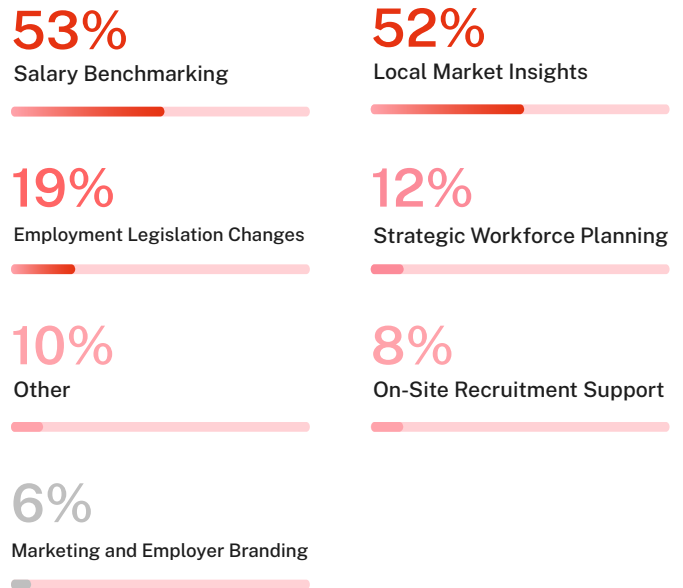 53%
Salary Benchmarking
52%
Local Market Insights
19%
Employment Legislation Changes
12%
Strategic Workforce Planning
10%
Other
8%
On-Site Recruitment Support
6%
Marketing and Employer Branding